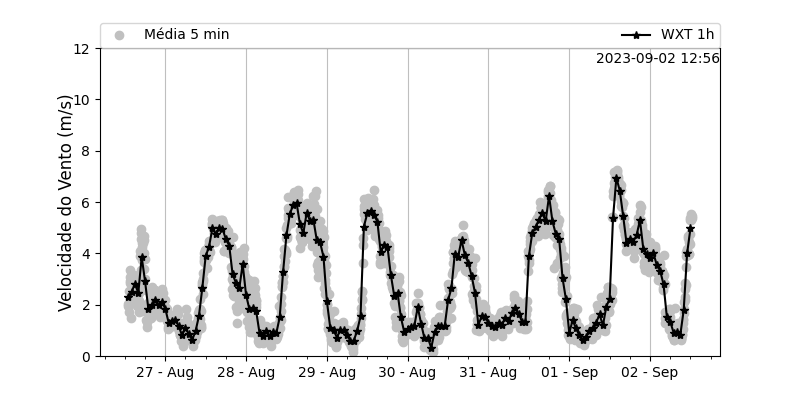 Média 5 min
WXT 1h
2023-09-02 12:56
Velocidade do Vento (m/s)
12
10
8
6
4
2
0
27 - Aug
28 - Aug
29 - Aug
30 - Aug
31 - Aug
01 - Sep
02 - Sep